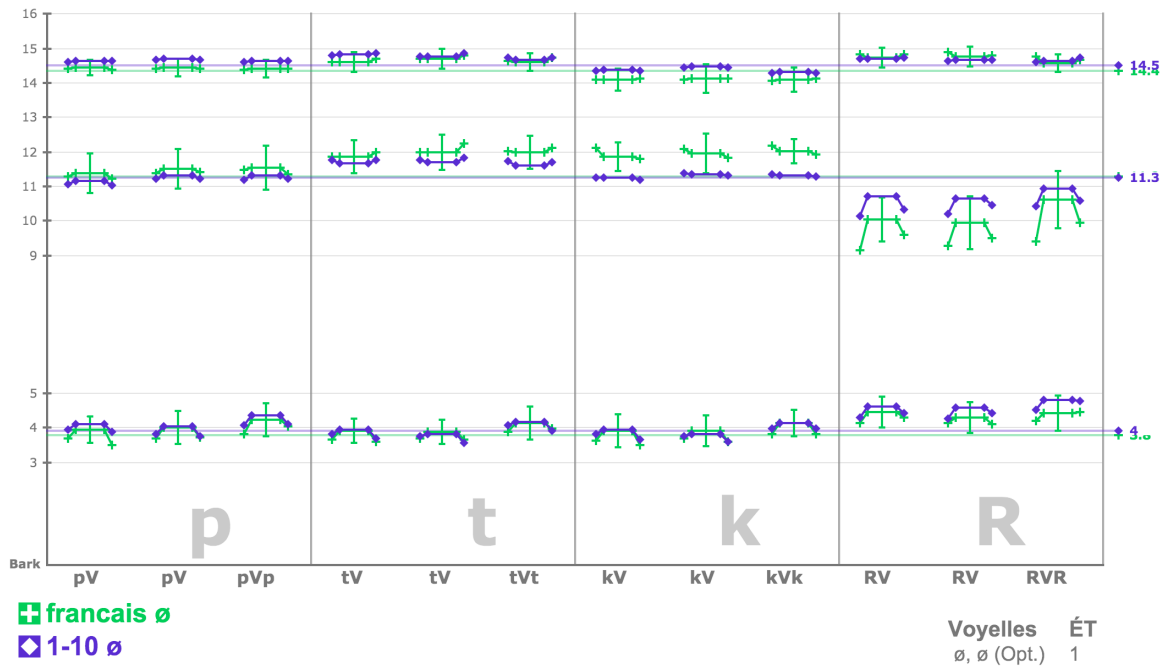 16
15
14
13
12
11
10
9
5
4
3
Bark
14.5
14.4
11.3
4
3.8
p t k R
pV pV pVp tV tV tVt kV kV kVk RV RV RVR
francais ø
1-10 ø
Voyelles ÉT
ø, ø (Opt.) 1